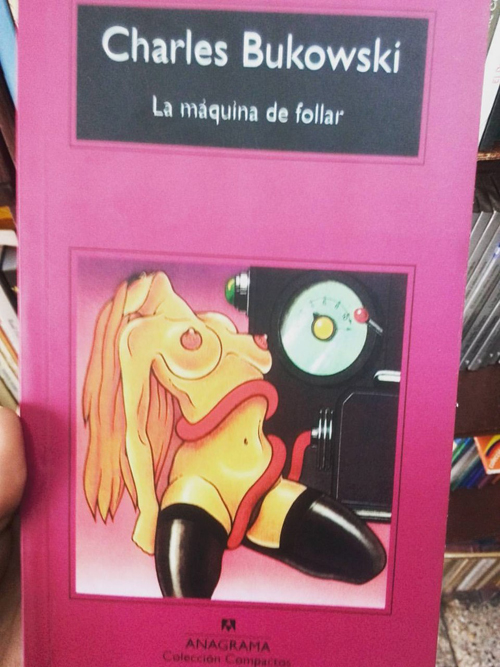 Charles Bukowski
La máquina de follar
ANAGRAMA
Colección Compactos